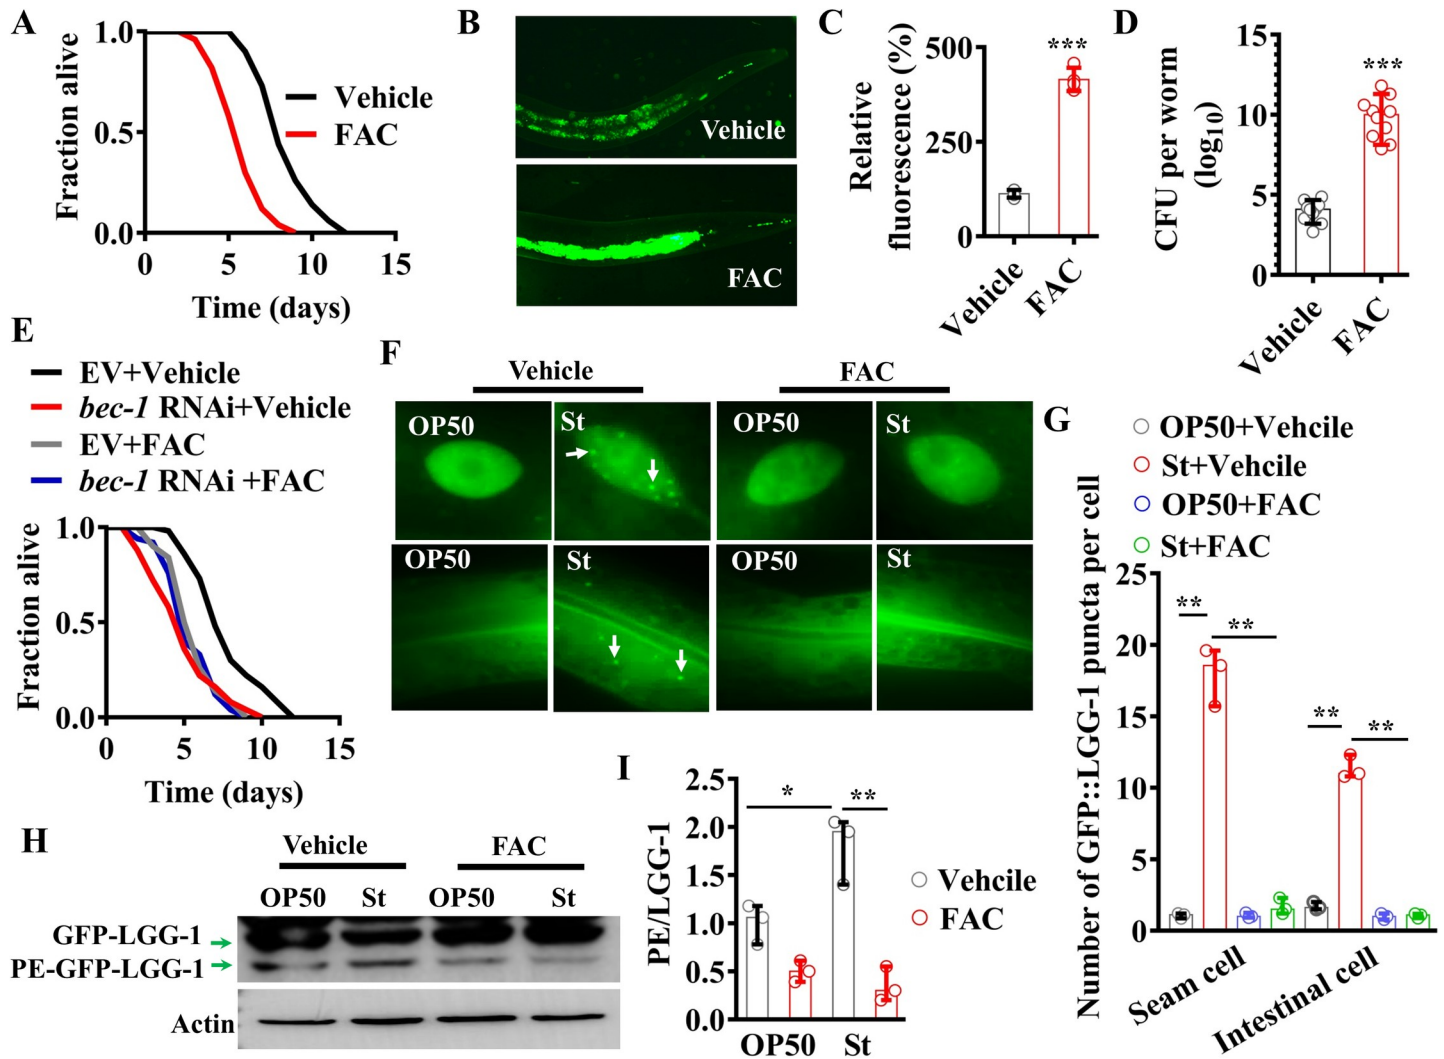 A
1.0
0.5
0.0
Fraction alive
Vehicle
FAC
0 5 10 15
Time (days)
B
Vehicle
FAC
C
Relative
fluorescence (%)
500
250
0
***
Vehicle
FAC
D
CFU per worm
(log10)
15
10
5
0
***
Vehicle
FAC
E
EV+Vehicle
bec-1 RNAi+Vehicle
EV+FAC
bec-1 RNAi +FAC
Fraction alive
1.0
0.5
0.0
0 5 10 15
Time (days)
F
Vehicle
FAC
OP50
St
OP50
St
OP50
St
OP50
St
G
OP50+Vehcile
St+Vehcile
OP50+FAC
St+FAC
Number of GFP::LGG-1 puncta per cell
25
20
15
10
5
0
**
**
**
**
Seam cell
Intestinal cell
H
Vehicle
FAC
OP50 St OP50 St
GFP-LGG-1
PE-GFP-LGG-1
Actin
I
PE/LGG-1
2.5
2.0
1.5
1.0
0.5
0.0
*
**
Vehcile
FAC
OP50 St